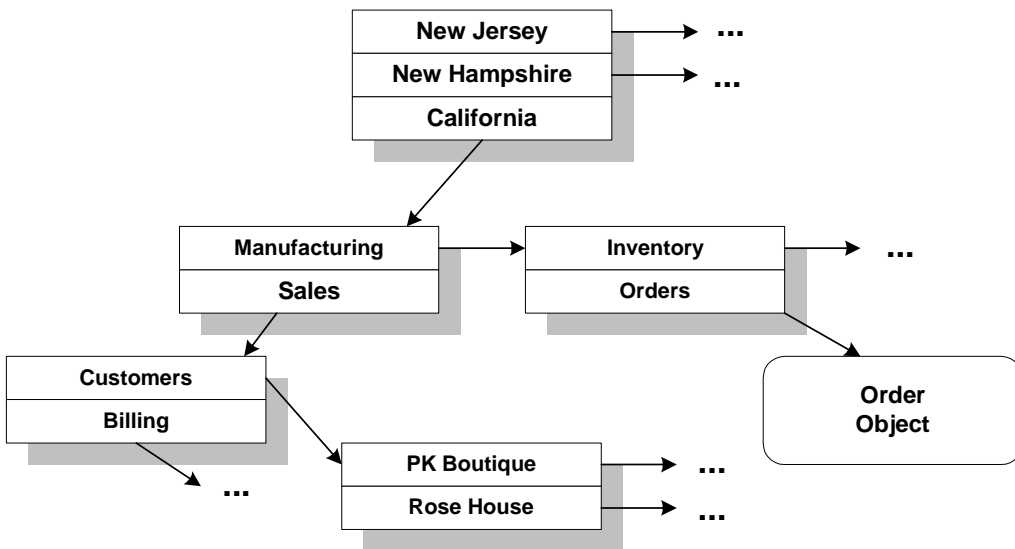 New Jersey
...
New Hampshire
...
California
Manufacturing
Inventory
...
Sales
Orders
Customers
Billing
...
Order
Object
PK Boutique
...
Rose House
...